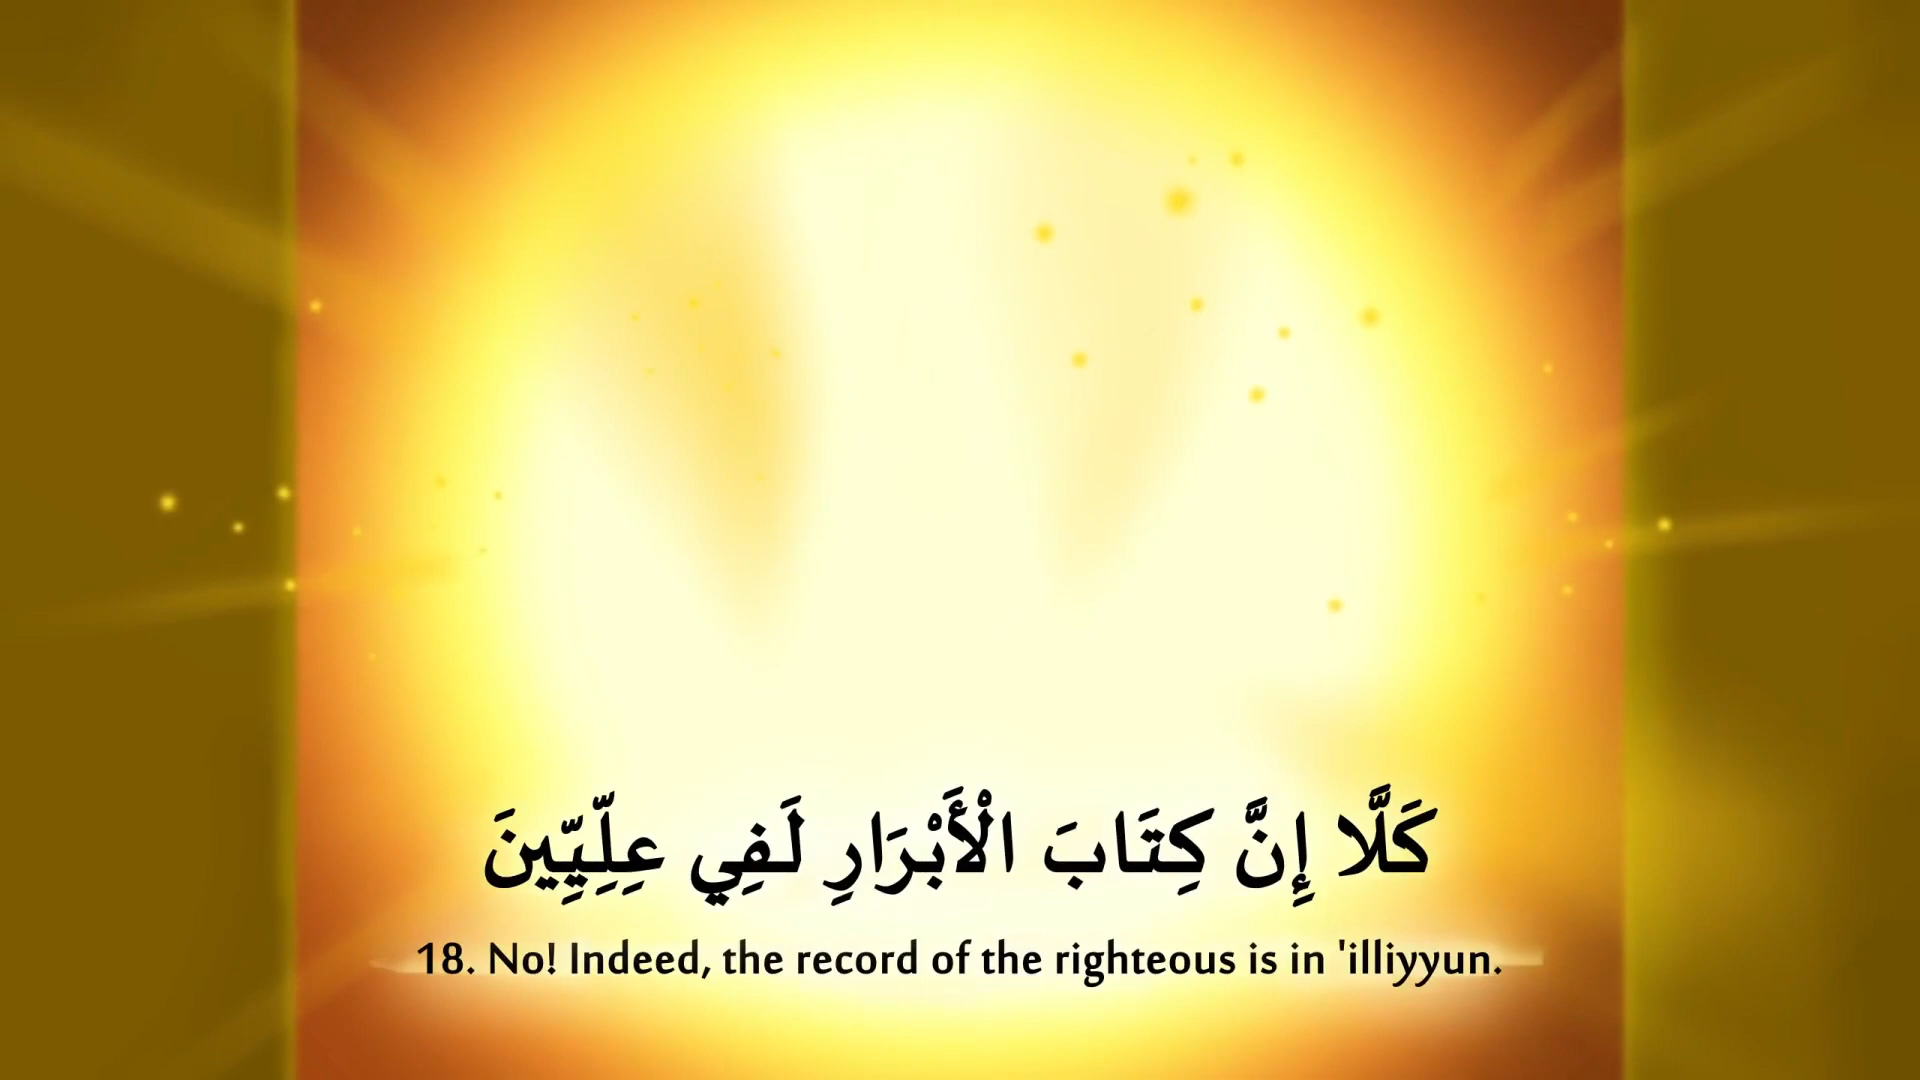 كَلَّا إِنَّ كِتَابَ الْأَبْرَارِ لَفِي عِلِّيِّينَ
18. No! Indeed, the record of the righteous is in 'illiyyun.